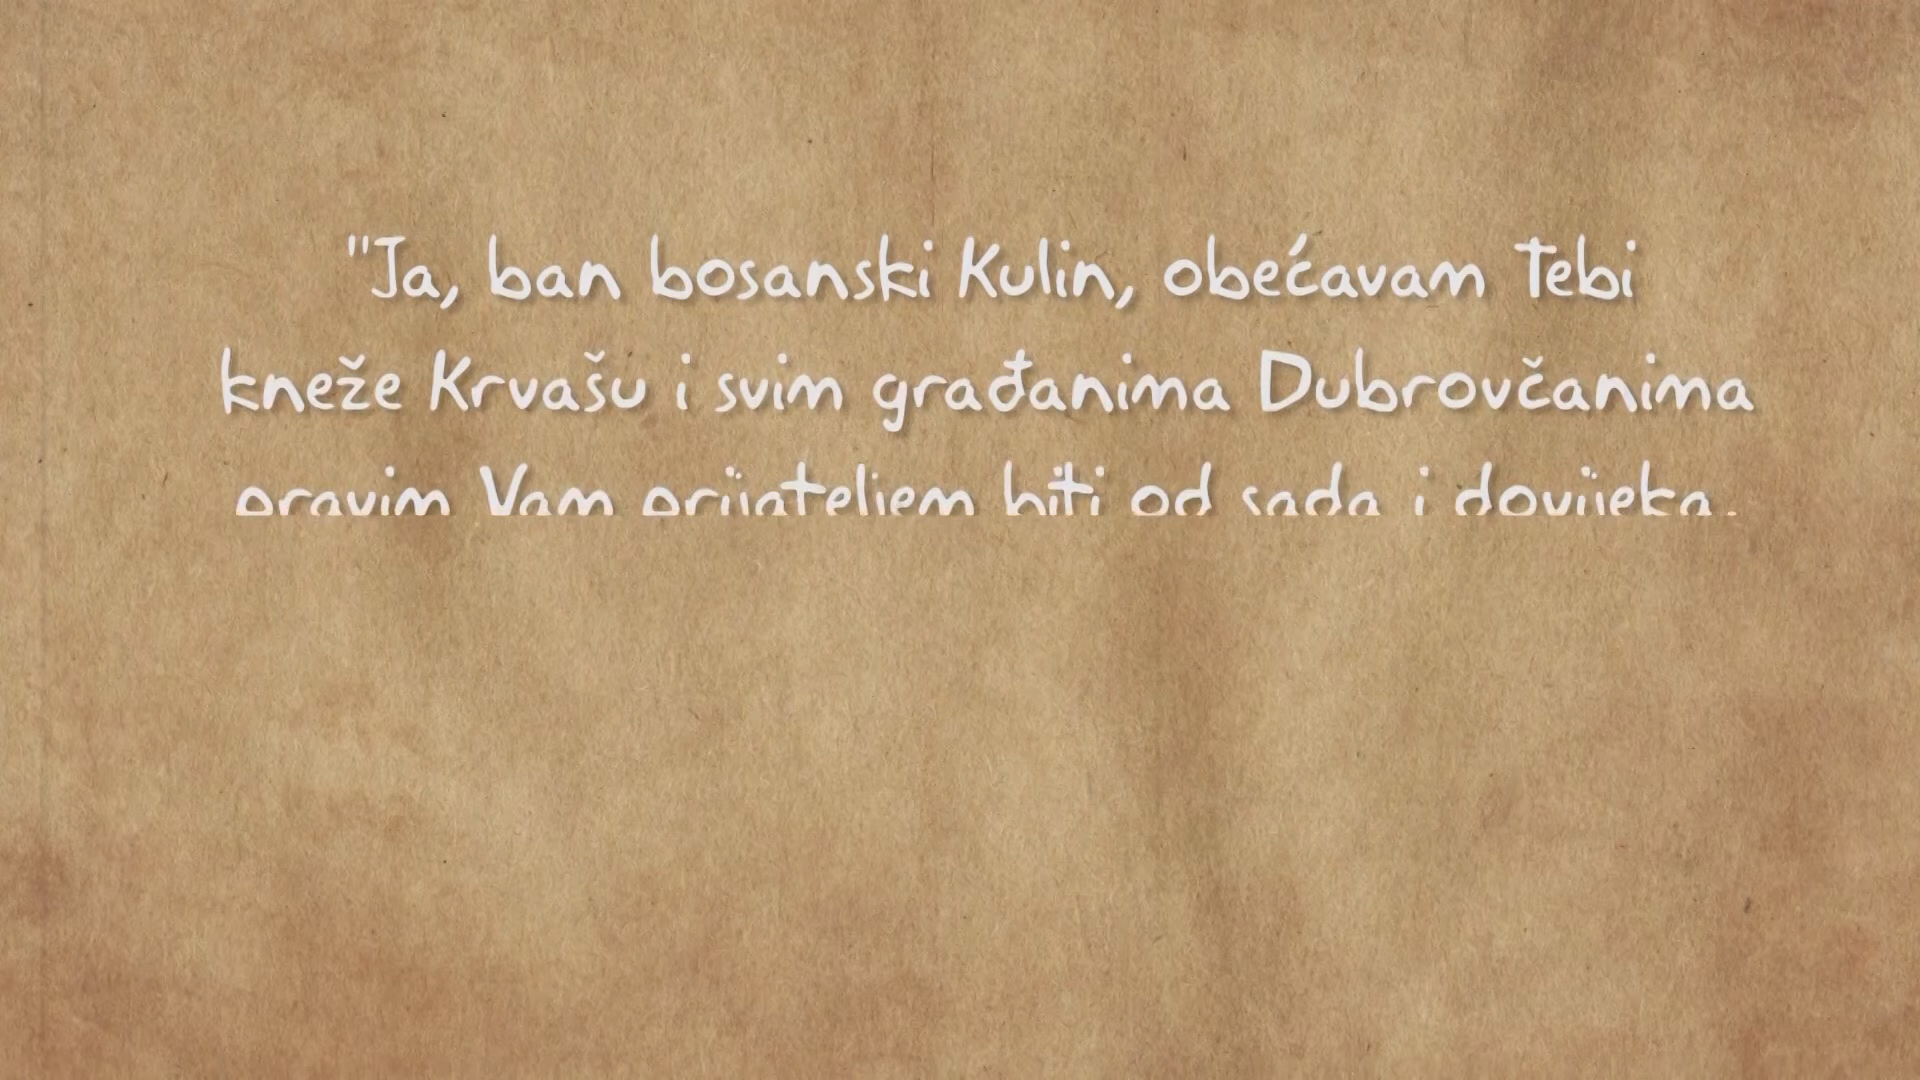 "Ja, ban bosanski Kulin, obećavam Tebi
kneže Krvašu i svim građanima Dubrovčanima
pravim Vam prijateljem biti od sada i dovijeka.